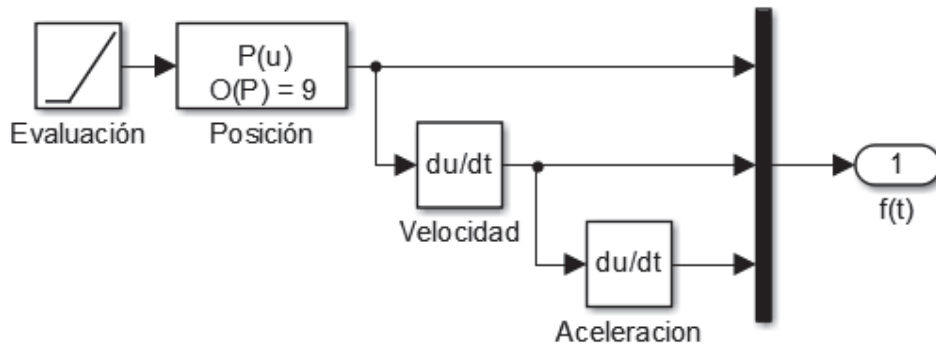 Evaluación
P(u)
O(P) = 9
Posición
du/dt
Velocidad
du/dt
Aceleracion
1
f(t)